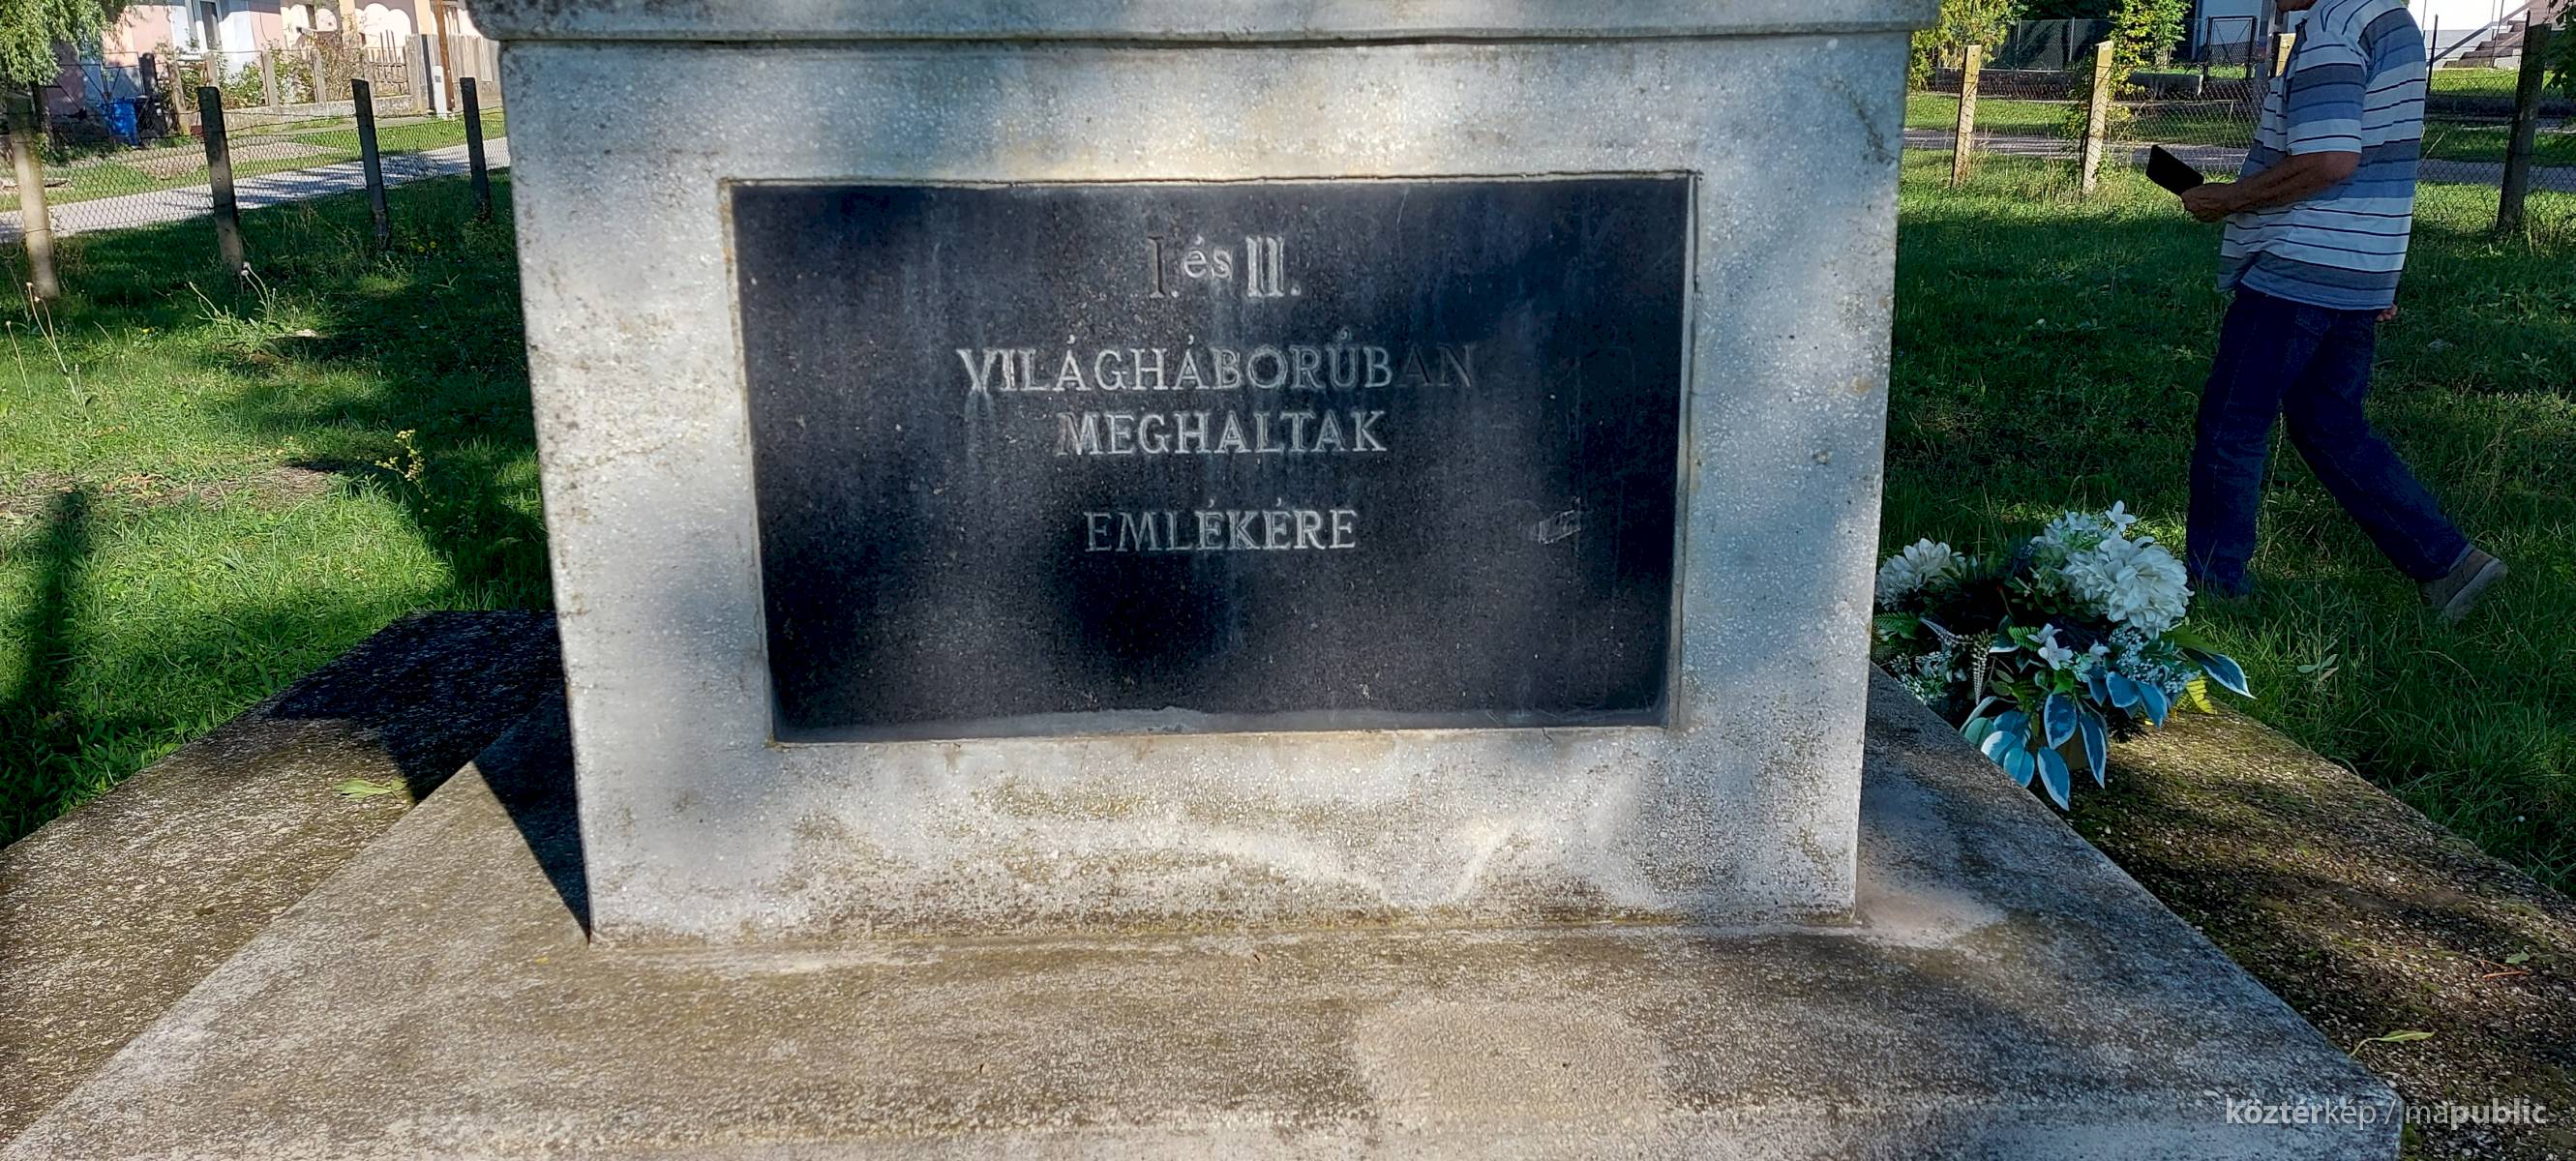 I. és II.
VILÁGHÁBORÚBAN
MEGHALTAK
EMLÉKÉRE
köztérkép / mapublic